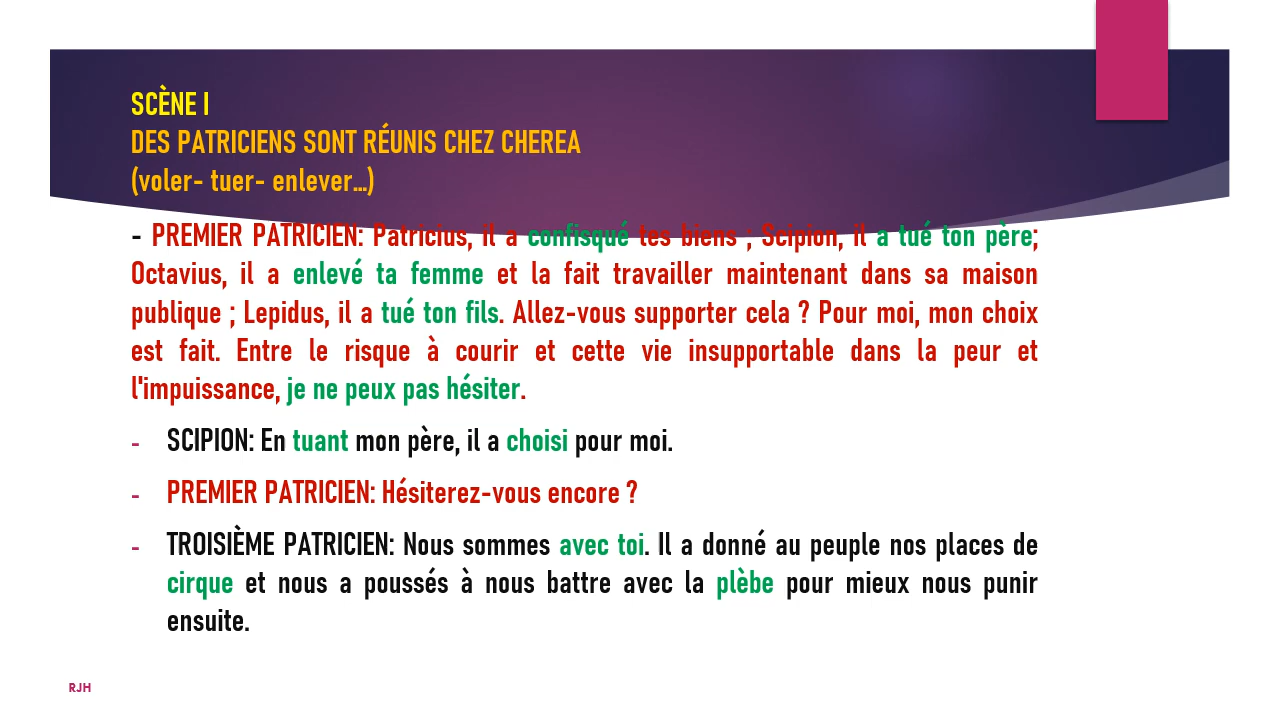 SCÈNE I
DES PATRICIENS SONT RÉUNIS CHEZ CHEREA
(voler- tuer- enlever…)
- PREMIER PATRICIEN: Patricius, il a confisqué tes biens ; Scipion, il a tué ton père;
Octavius, il a enlevé ta femme et la fait travailler maintenant dans sa maison
publique ; Lepidus, il a tué ton fils. Allez-vous supporter cela ? Pour moi, mon choix
est fait. Entre le risque à courir et cette vie insupportable dans la peur et
l'impuissance, je ne peux pas hésiter.
- SCIPION: En tuant mon père, il a choisi pour moi.
- PREMIER PATRICIEN: Hésiterez-vous encore ?
- TROISIÈME PATRICIEN: Nous sommes avec toi. Il a donné au peuple nos places de
cirque et nous a poussés à nous battre avec la plèbe pour mieux nous punir
ensuite.
RJH